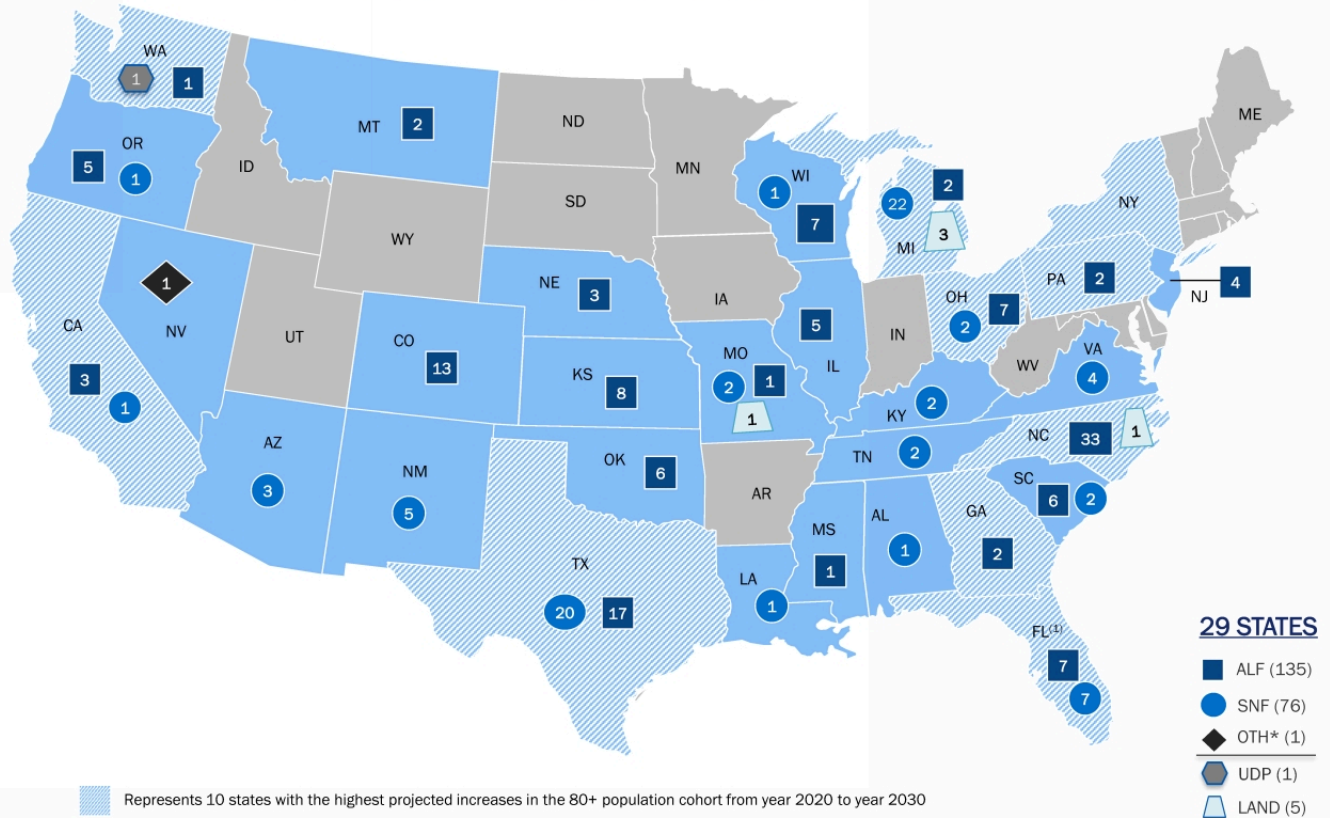 WA
1
1
MT
2
ND
MN
ME
OR
5
1
ID
SD
WI
1
7
22
2
MI
3
NY
WY
NV
1
NE
3
IA
PA
2
NJ
4
OH
2
7
CA
3
1
UT
CO
13
KS
8
MO
2
1
1
5
IL
IN
WV
VA
4
KY
2
NC
33
1
AZ
3
NM
5
OK
6
AR
TN
2
SC
6
2
MS
1
AL
1
GA
2
TX
20
17
LA
1
FL(1)
7
7
29 STATES
ALF (135)
SNF (76)
OTH* (1)
UDP (1)
LAND (5)
Represents 10 states with the highest projected increases in the 80+ population cohort from year 2020 to year 2030